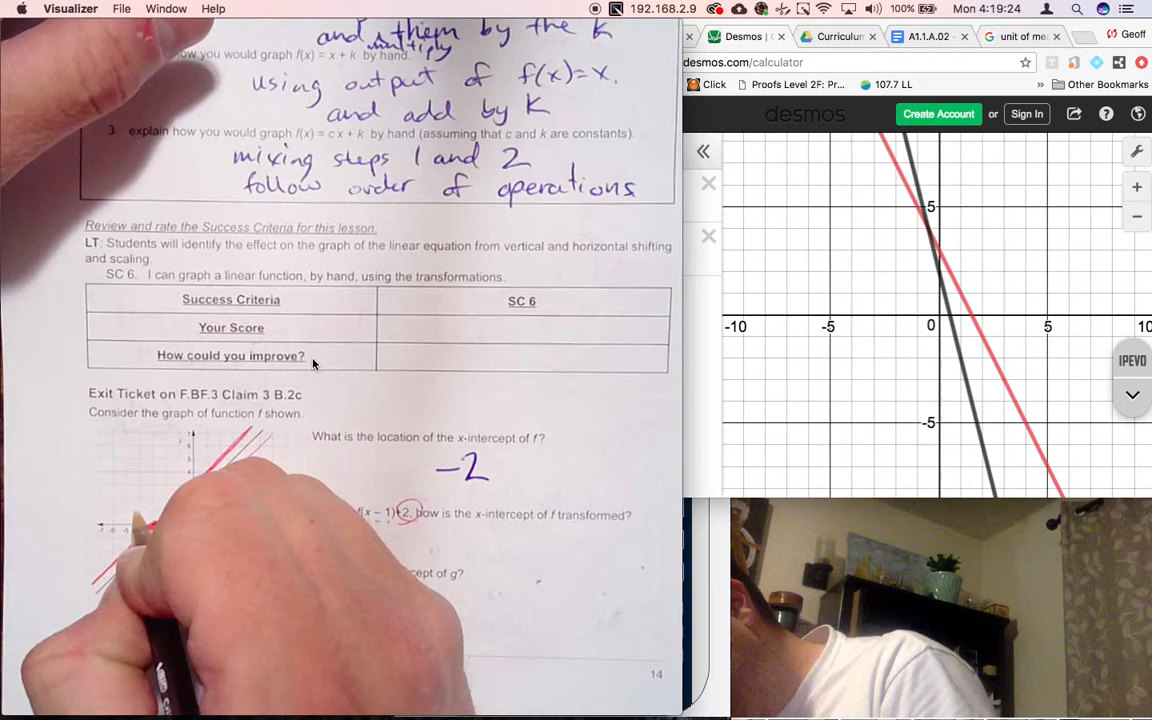 Visualizer File Window Help
192.168.2.9 100% Mon 4:19:24 Geoff
and them by the k
multiply
how you would graph f(x) = x + k by hand.
using output of f(x)=x.
and add by K
3 explain how you would graph f(x) = cx + k by hand (assuming that c and k are constants).
mixing steps 1 and 2
follow order of operations
Review and rate the Success Criteria for this lesson.
LT: Students will identify the effect on the graph of the linear equation from vertical and horizontal shifting
and scaling.
SC 6. I can graph a linear function, by hand, using the transformations.
Success Criteria SC 6
Your Score
How could you improve?
Exit Ticket on F.BF.3 Claim 3 B.2c
Consider the graph of function f shown.
What is the location of the x-intercept of f?
-2
f(x – 1)+2, how is the x-intercept of f transformed?
cept of g?
14
Desmos | Curriculum A1.1.A.02 - unit of me Geoff
desmos.com/calculator
Click Proofs Level 2F: Pr 107.7 LL Other Bookmarks
desmos Create Account or Sign In
5
-10 -5 0 5 10
-5
IPEVO